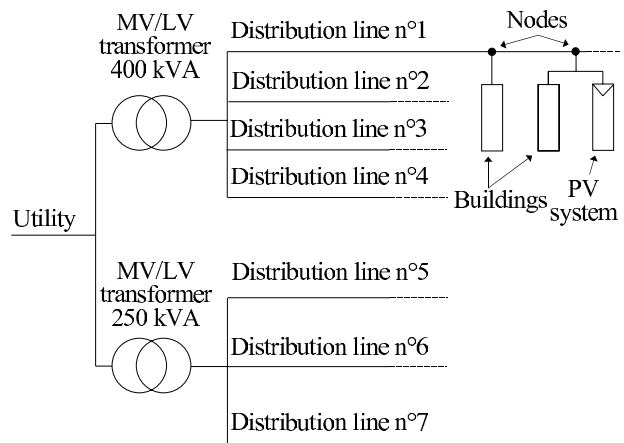 MV/LV
transformer
400 kVA
Distribution line n°1
Nodes
Distribution line n°2
Distribution line n°3
Distribution line n°4
Buildings
PV
system
Utility
MV/LV
transformer
250 kVA
Distribution line n°5
Distribution line n°6
Distribution line n°7